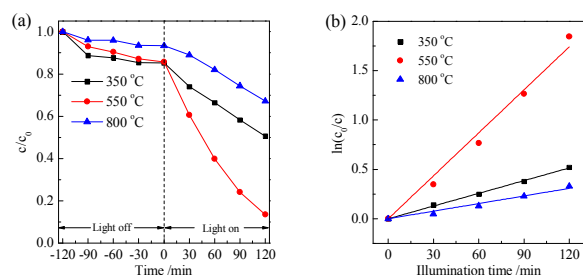 (a)
1.0
0.8
0.6
0.4
0.2
0.0
c/c0
350 °C
550 °C
800 °C
Light off
Light on
-120 -90 -60 -30 0 30 60 90 120
Time /min
(b)
2.0
1.5
1.0
0.5
0.0
ln(c0/c)
350 °C
550 °C
800 °C
0 30 60 90 120
Illumination time /min